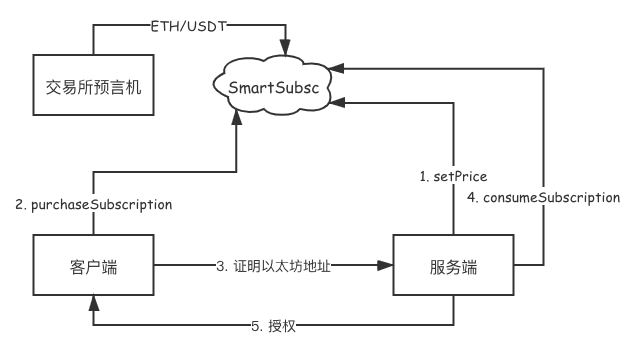 ETH/USDT
交易所预言机
SmartSubsc
1. setPrice
4. consumeSubscription
2. purchaseSubscription
客户端
3. 证明以太坊地址
服务端
5. 授权